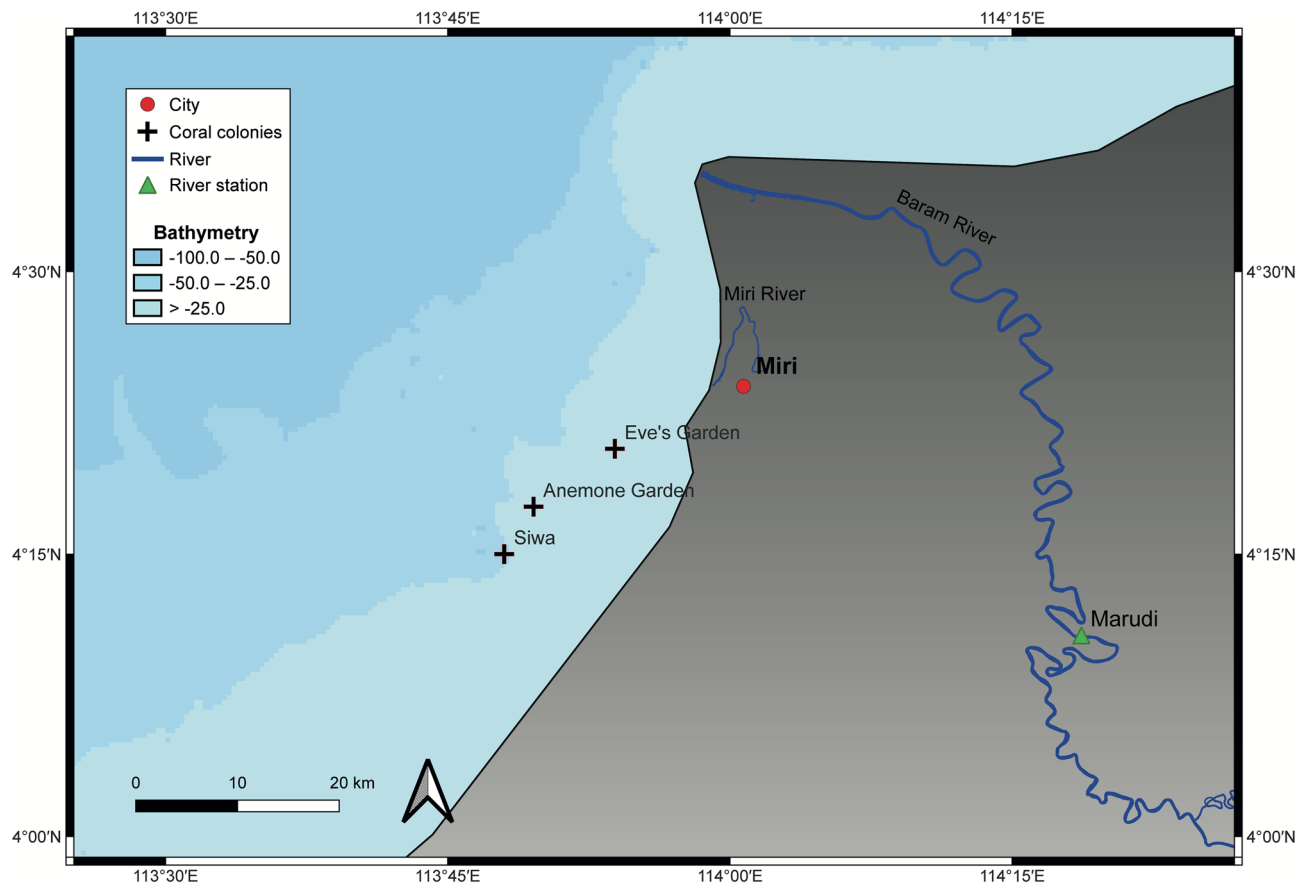 113°30′E 113°45′E 114°00′E 114°15′E
City
Coral colonies
River
River station
Bathymetry
-100.0 – -50.0
-50.0 – -25.0
> -25.0
Baram River
4°30′N 4°30′N
Miri River
Miri
Eve's Garden
Anemone Garden
Siwa
4°15′N 4°15′N
Marudi
0 10 20 km
4°00′N 4°00′N
113°30′E 113°45′E 114°00′E 114°15′E